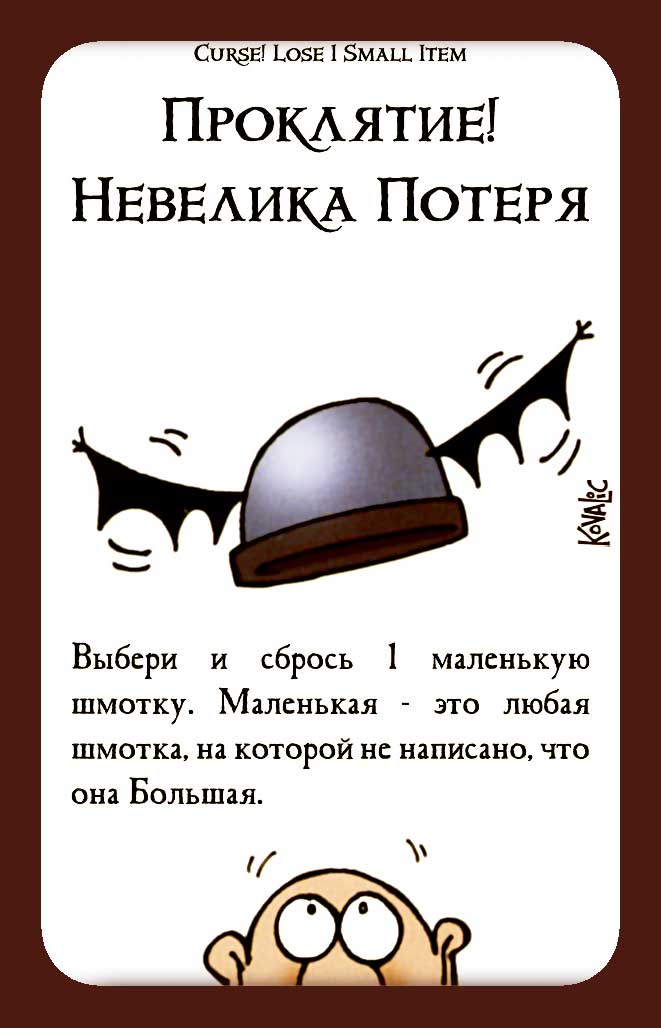 Curse! Lose 1 Small Item
Проклятие!
Невелика Потеря
Kovalic
Выбери и сбрось 1 маленькую
шмотку. Маленькая - это любая
шмотка, на которой не написано, что
она Большая.